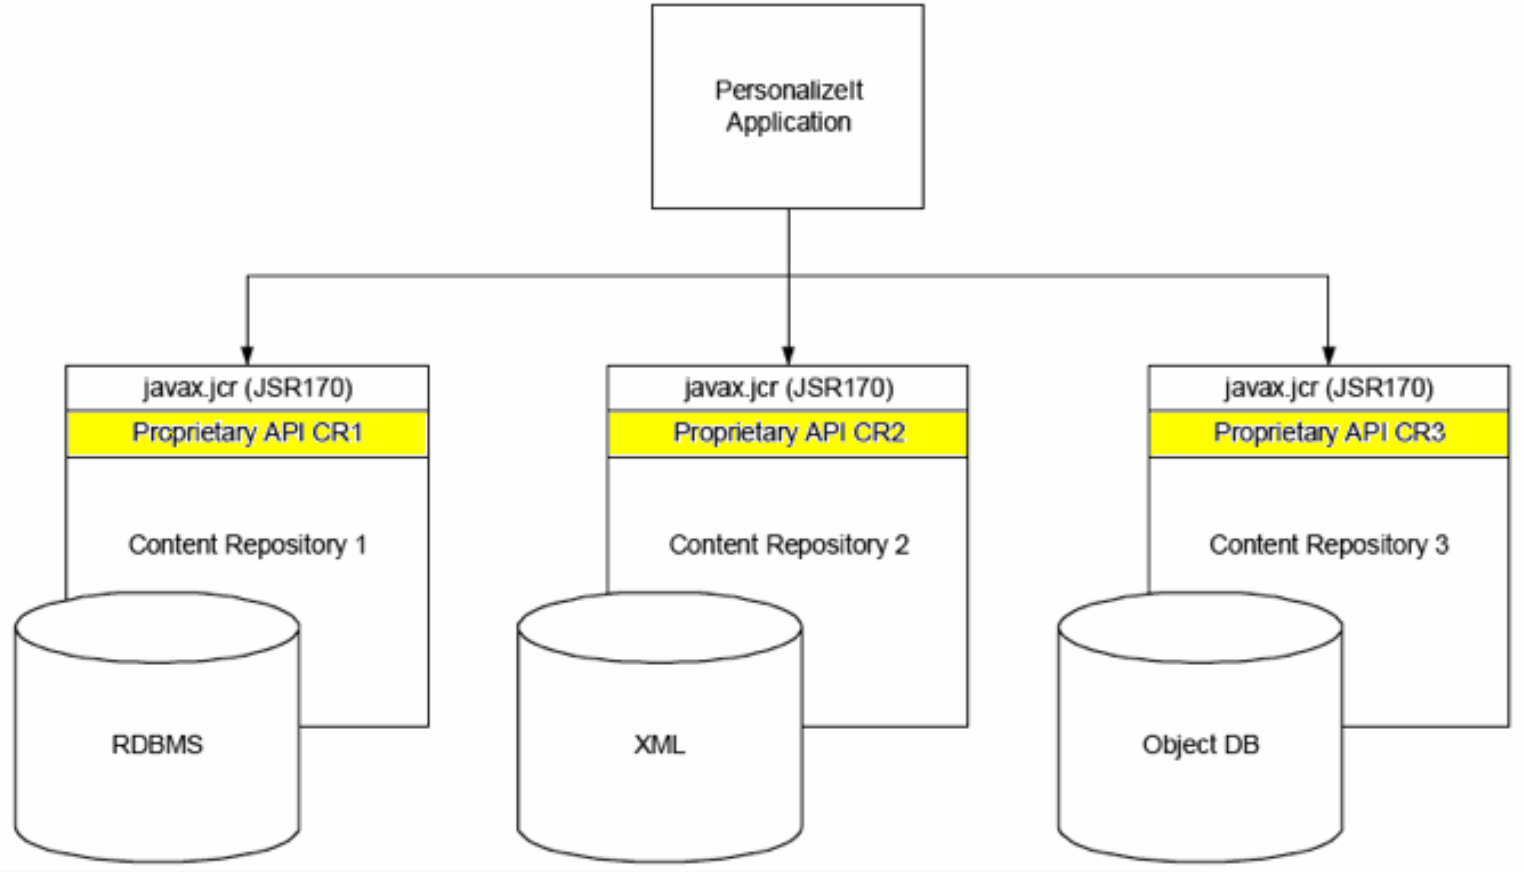 PersonalizeIt
Application
javax.jcr (JSR170)
Proprietary API CR1
Content Repository 1
RDBMS
javax.jcr (JSR170)
Proprietary API CR2
Content Repository 2
XML
javax.jcr (JSR170)
Proprietary API CR3
Content Repository 3
Object DB